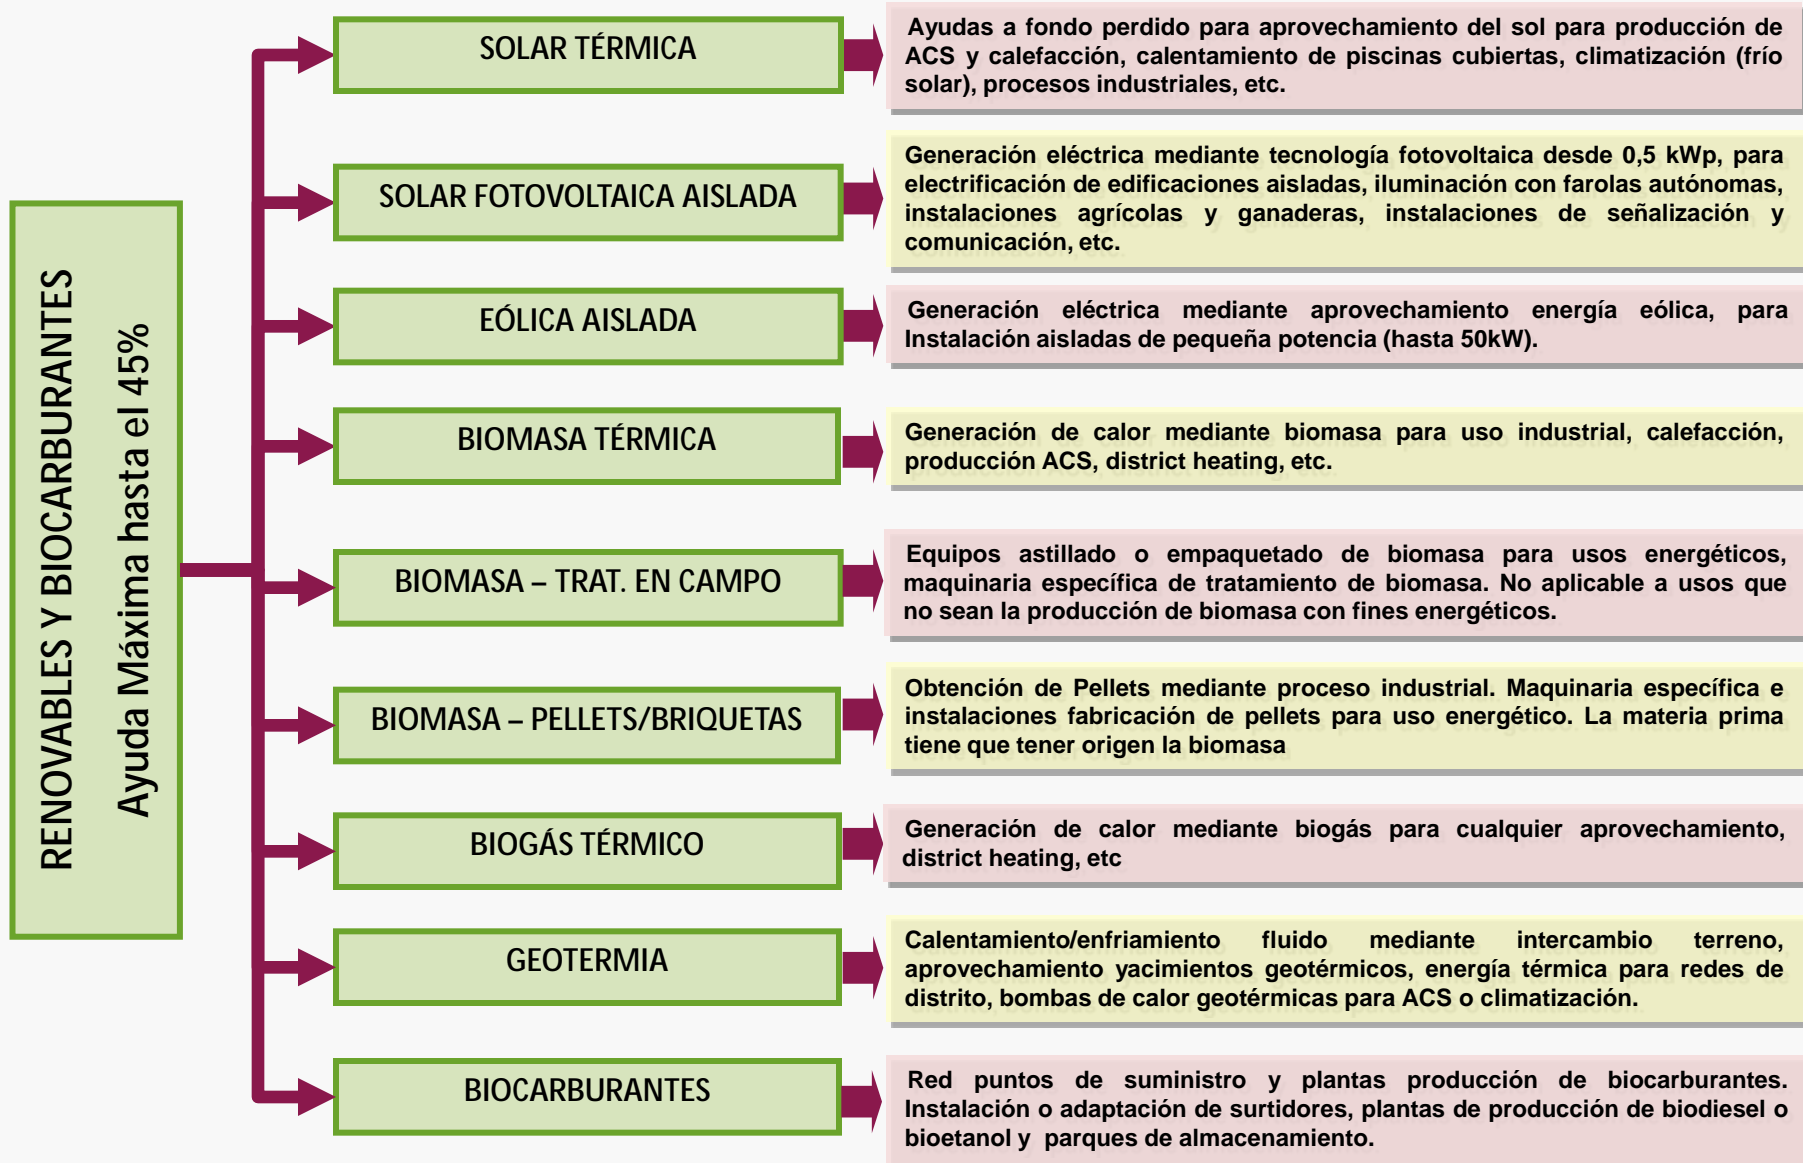 RENOVABLES Y BIOCARBURANTES
Ayuda Máxima hasta el 45%
SOLAR TÉRMICA
Ayudas a fondo perdido para aprovechamiento del sol para producción de
ACS y calefacción, calentamiento de piscinas cubiertas, climatización (frío
solar), procesos industriales, etc.
SOLAR FOTOVOLTAICA AISLADA
Generación eléctrica mediante tecnología fotovoltaica desde 0,5 kWp, para
electrificación de edificaciones aisladas, iluminación con farolas autónomas,
instalaciones agrícolas y ganaderas, instalaciones de señalización y
comunicación, etc.
EÓLICA AISLADA
Generación eléctrica mediante aprovechamiento energía eólica, para
Instalación aisladas de pequeña potencia (hasta 50kW).
BIOMASA TÉRMICA
Generación de calor mediante biomasa para uso industrial, calefacción,
producción ACS, district heating, etc.
BIOMASA – TRAT. EN CAMPO
Equipos astillado o empaquetado de biomasa para usos energéticos,
maquinaria específica de tratamiento de biomasa. No aplicable a usos que
no sean la producción de biomasa con fines energéticos.
BIOMASA – PELLETS/BRIQUETAS
Obtención de Pellets mediante proceso industrial. Maquinaria específica e
instalaciones fabricación de pellets para uso energético. La materia prima
tiene que tener origen la biomasa
BIOGÁS TÉRMICO
Generación de calor mediante biogás para cualquier aprovechamiento,
district heating, etc
GEOTERMIA
Calentamiento/enfriamiento fluido mediante intercambio terreno,
aprovechamiento yacimientos geotérmicos, energía térmica para redes de
distrito, bombas de calor geotérmicas para ACS o climatización.
BIOCARBURANTES
Red puntos de suministro y plantas producción de biocarburantes.
Instalación o adaptación de surtidores, plantas de producción de biodiesel o
bioetanol y parques de almacenamiento.